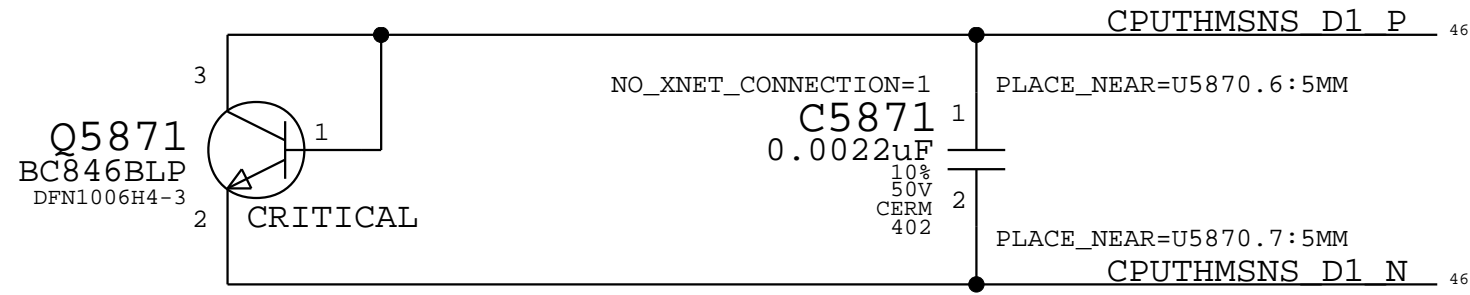 CPUTHMSNS_D1_P 46
3
NO_XNET_CONNECTION=1 PLACE_NEAR=U5870.6:5MM
C5871 1
Q5871 1
0.0022uF
BC846BLP
10%
DFN1006H4-3
50V
CERM 2
402
2 CRITICAL
PLACE_NEAR=U5870.7:5MM
CPUTHMSNS_D1_N 46